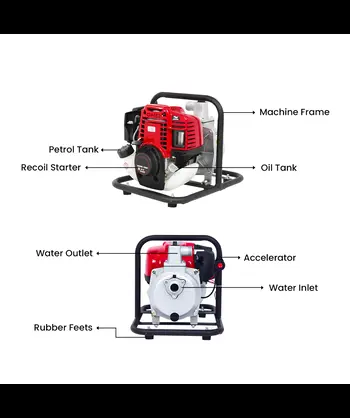 Machine Frame
Petrol Tank
Recoil Starter
Oil Tank
Water Outlet
Accelerator
Water Inlet
Rubber Feets